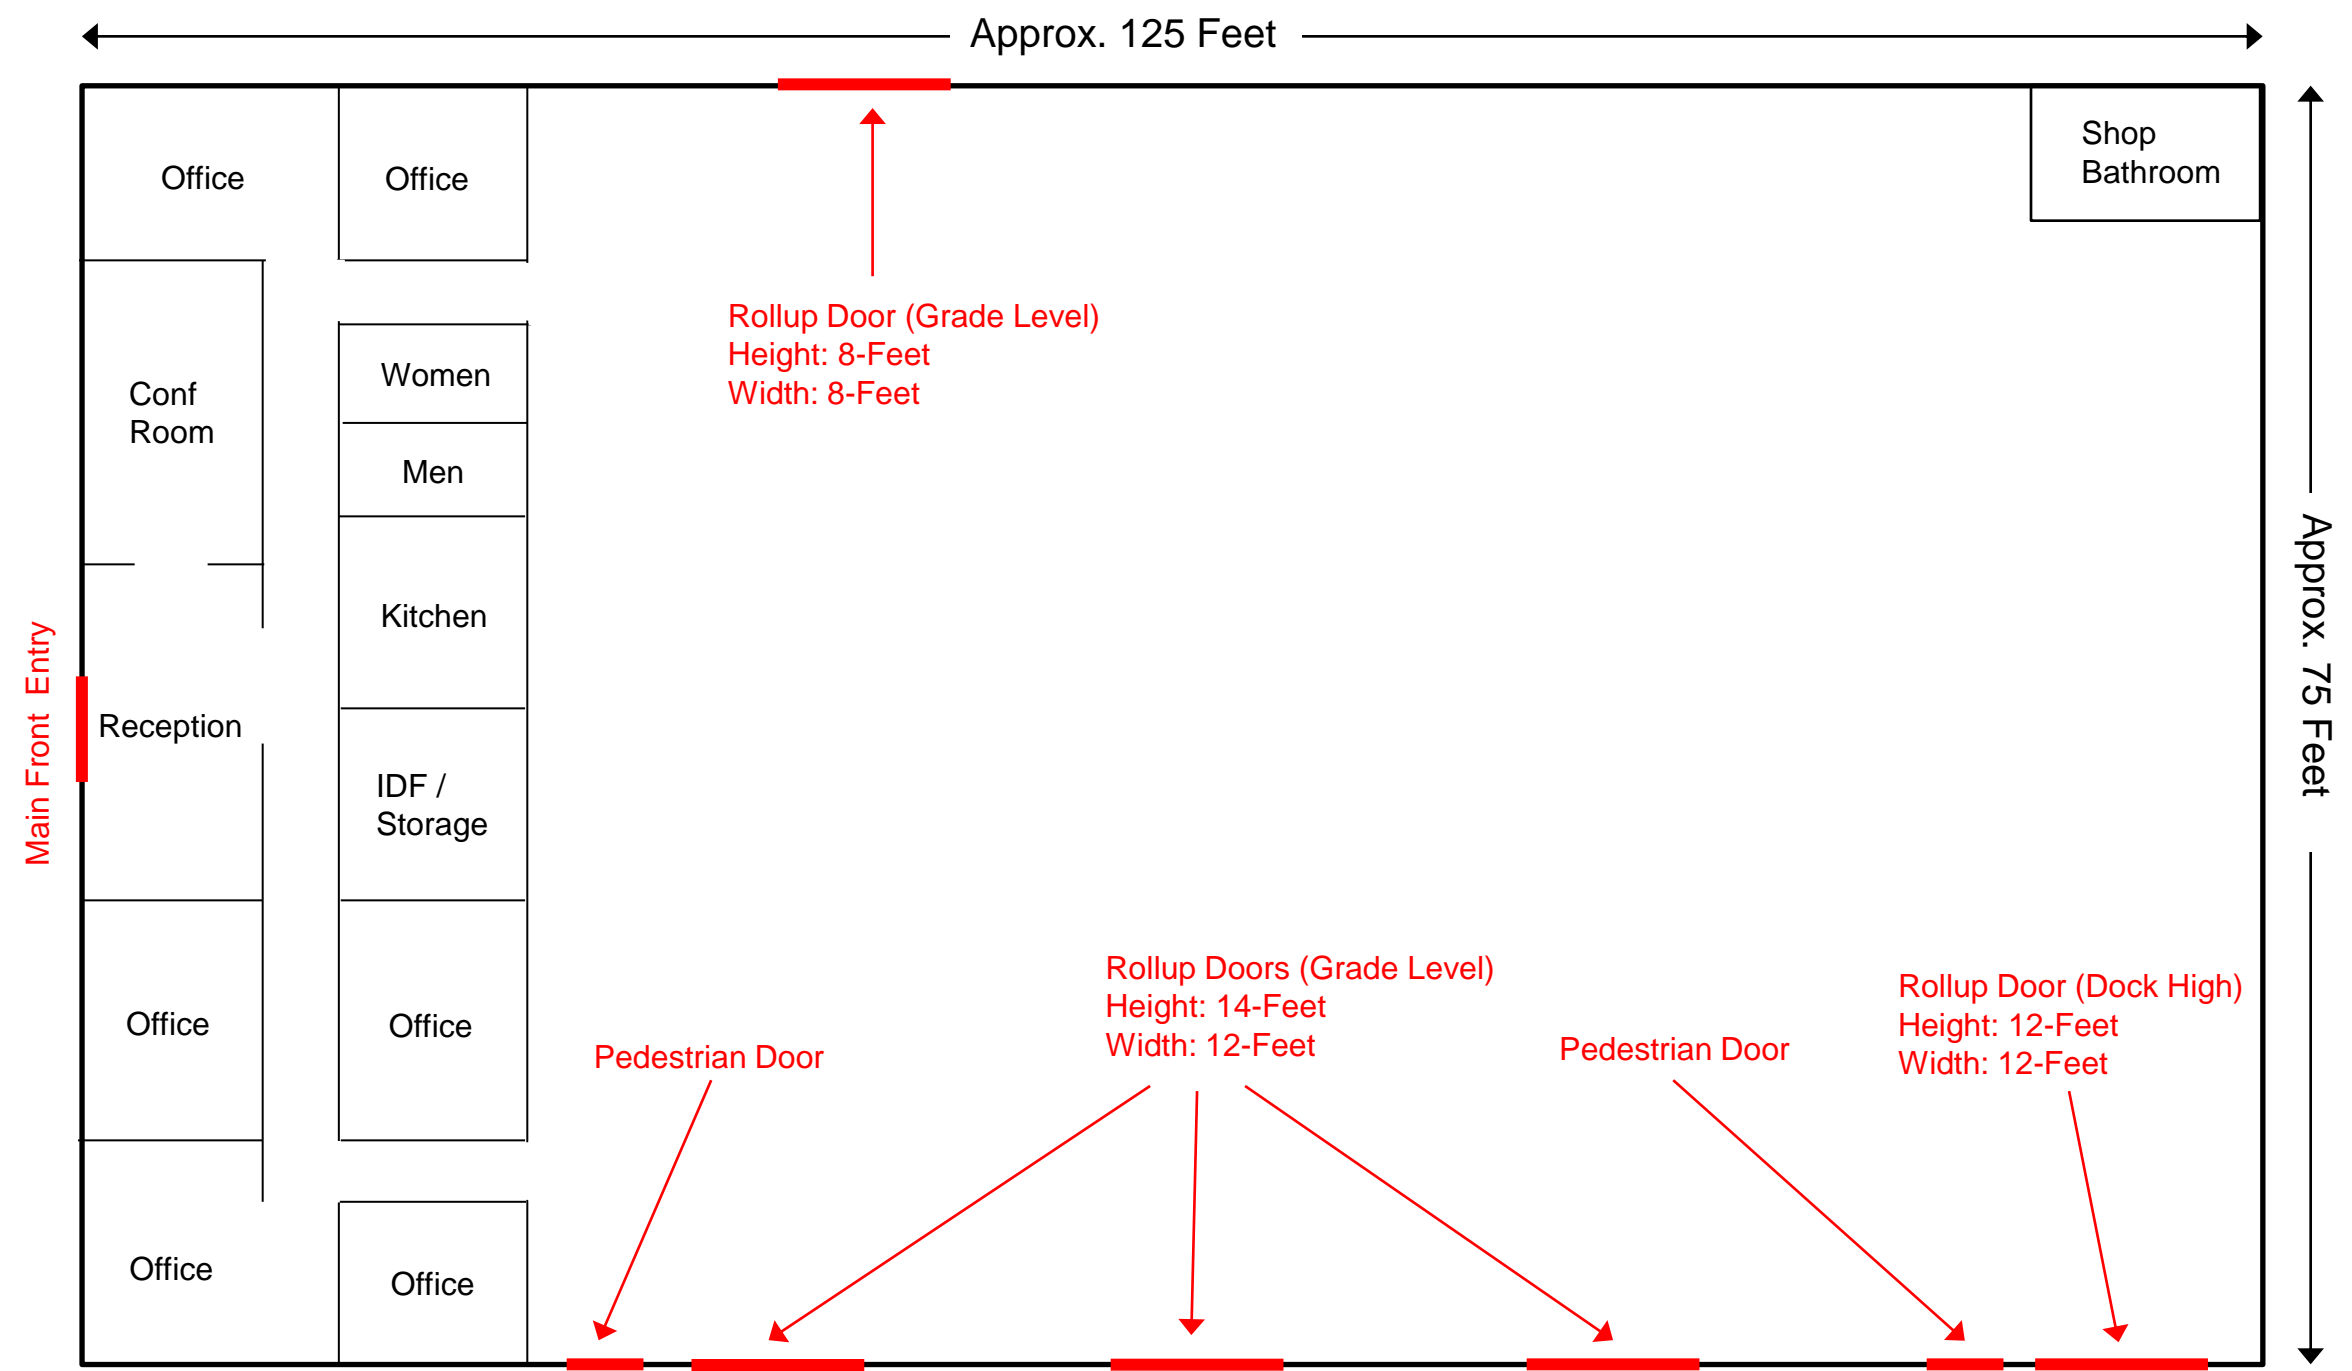 Approx. 125 Feet
Office
Office
Shop
Bathroom
Rollup Door (Grade Level)
Height: 8-Feet
Width: 8-Feet
Women
Conf
Room
Men
Approx. 75 Feet
Kitchen
Main Front Entry
Reception
IDF /
Storage
Office
Office
Pedestrian Door
Rollup Doors (Grade Level)
Height: 14-Feet
Width: 12-Feet
Pedestrian Door
Rollup Door (Dock High)
Height: 12-Feet
Width: 12-Feet
Office
Office